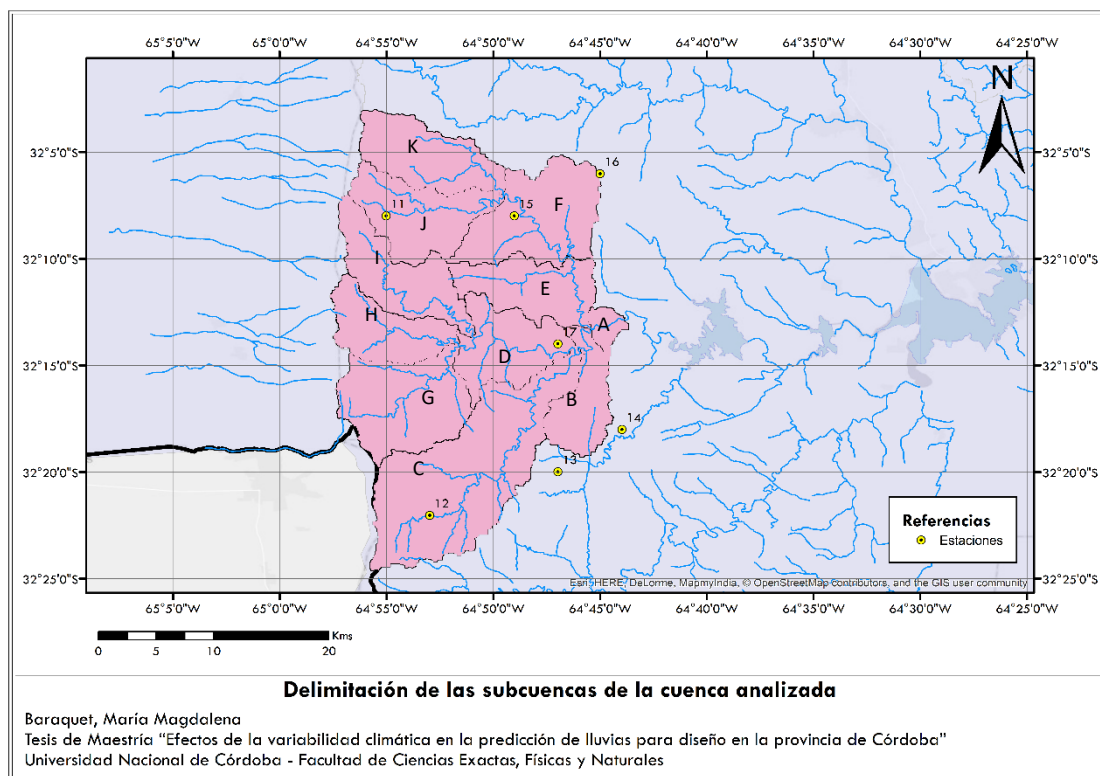 65°5'0"W 65°0'0"W 64°55'0"W 64°50'0"W 64°45'0"W 64°40'0"W 64°35'0"W 64°30'0"W 64°25'0"W
N
32°5'0"S K 16 32°5'0"S
11 J 15 F
32°10'0"S I 32°10'0"S
E
H A
17
32°15'0"S D 32°15'0"S
G B
14
32°20'0"S C 13 32°20'0"S
12
Referencias
Estaciones
32°25'0"S 32°25'0"S
Esri, HERE, DeLorme, MapmyIndia, © OpenStreetMap contributors, and the GIS user community
65°5'0"W 65°0'0"W 64°55'0"W 64°50'0"W 64°45'0"W 64°40'0"W 64°35'0"W 64°30'0"W 64°25'0"W
Kms
0 5 10 20
Delimitación de las subcuencas de la cuenca analizada
Baraquet, María Magdalena
Tesis de Maestría "Efectos de la variabilidad climática en la predicción de lluvias para diseño en la provincia de Córdoba"
Universidad Nacional de Córdoba - Facultad de Ciencias Exactas, Físicas y Naturales